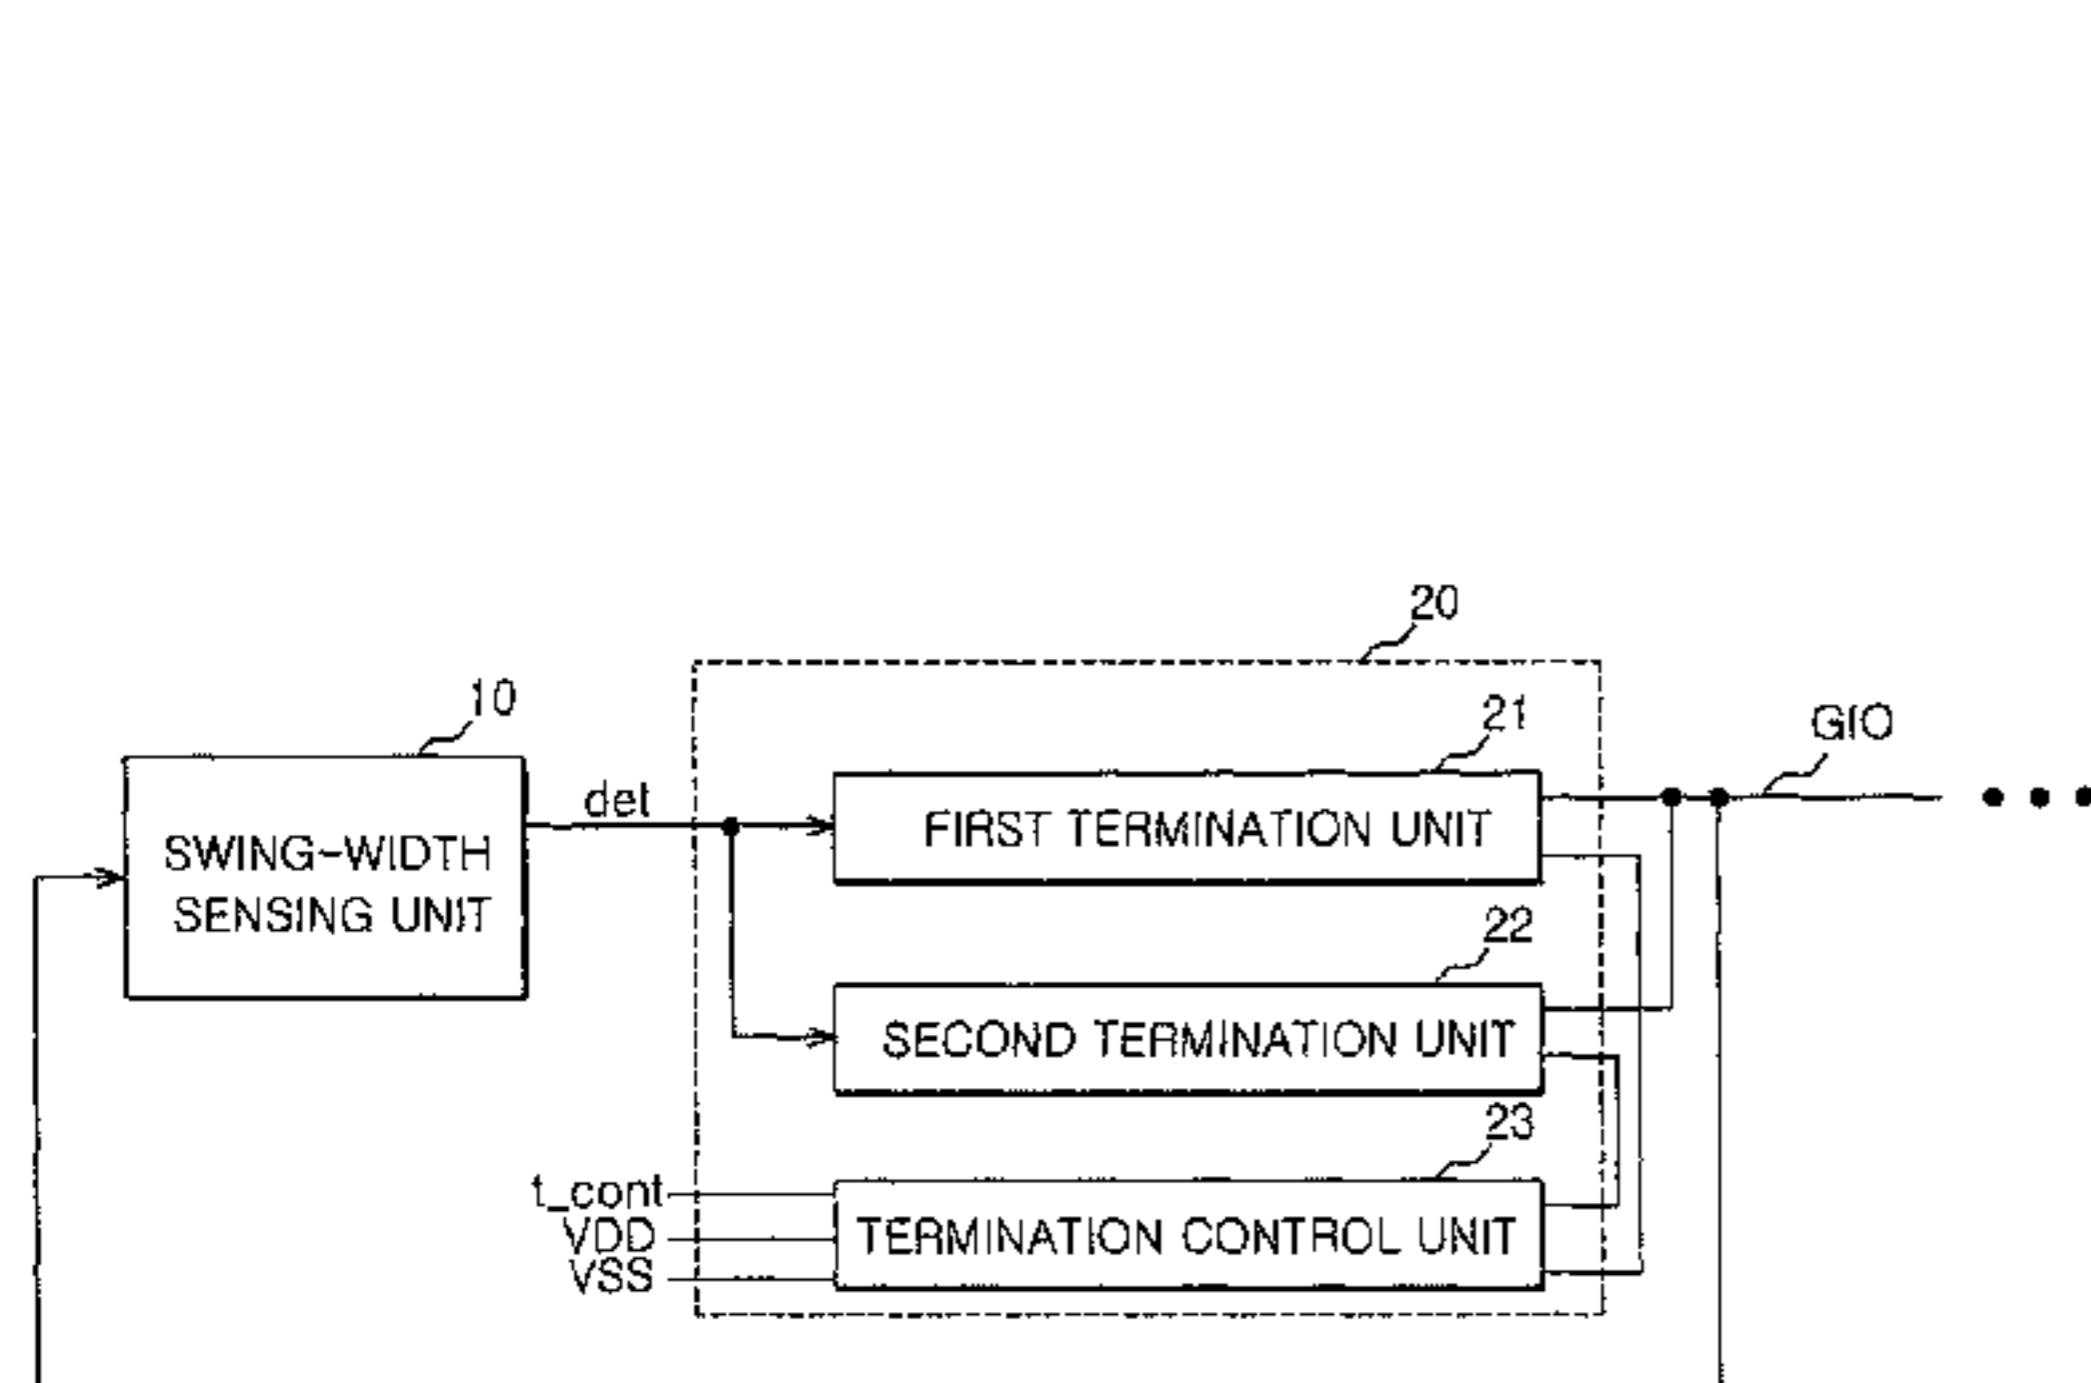 20
10
21
GIO
det
FIRST TERMINATION UNIT
SWING-WIDTH
SENSING UNIT
22
SECOND TERMINATION UNIT
23
t_cont
VDD
VSS
TERMINATION CONTROL UNIT